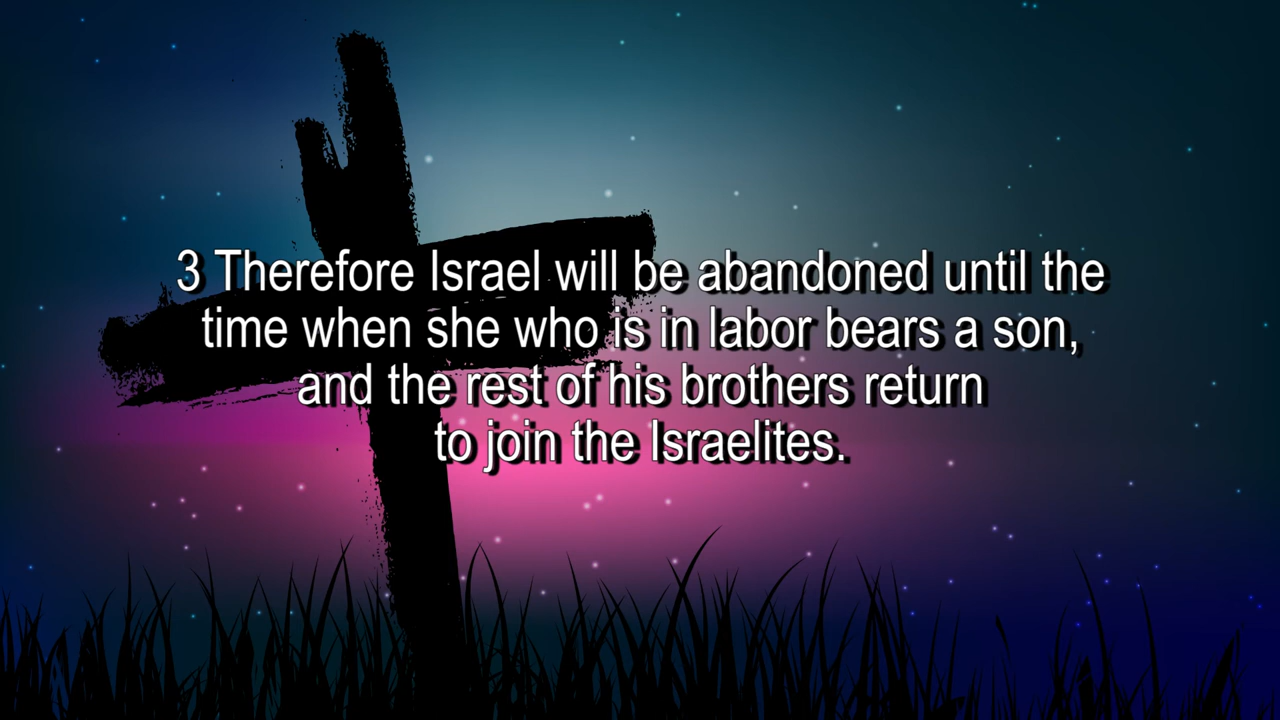 3 Therefore Israel will be abandoned until the
time when she who is in labor bears a son,
and the rest of his brothers return
to join the Israelites.